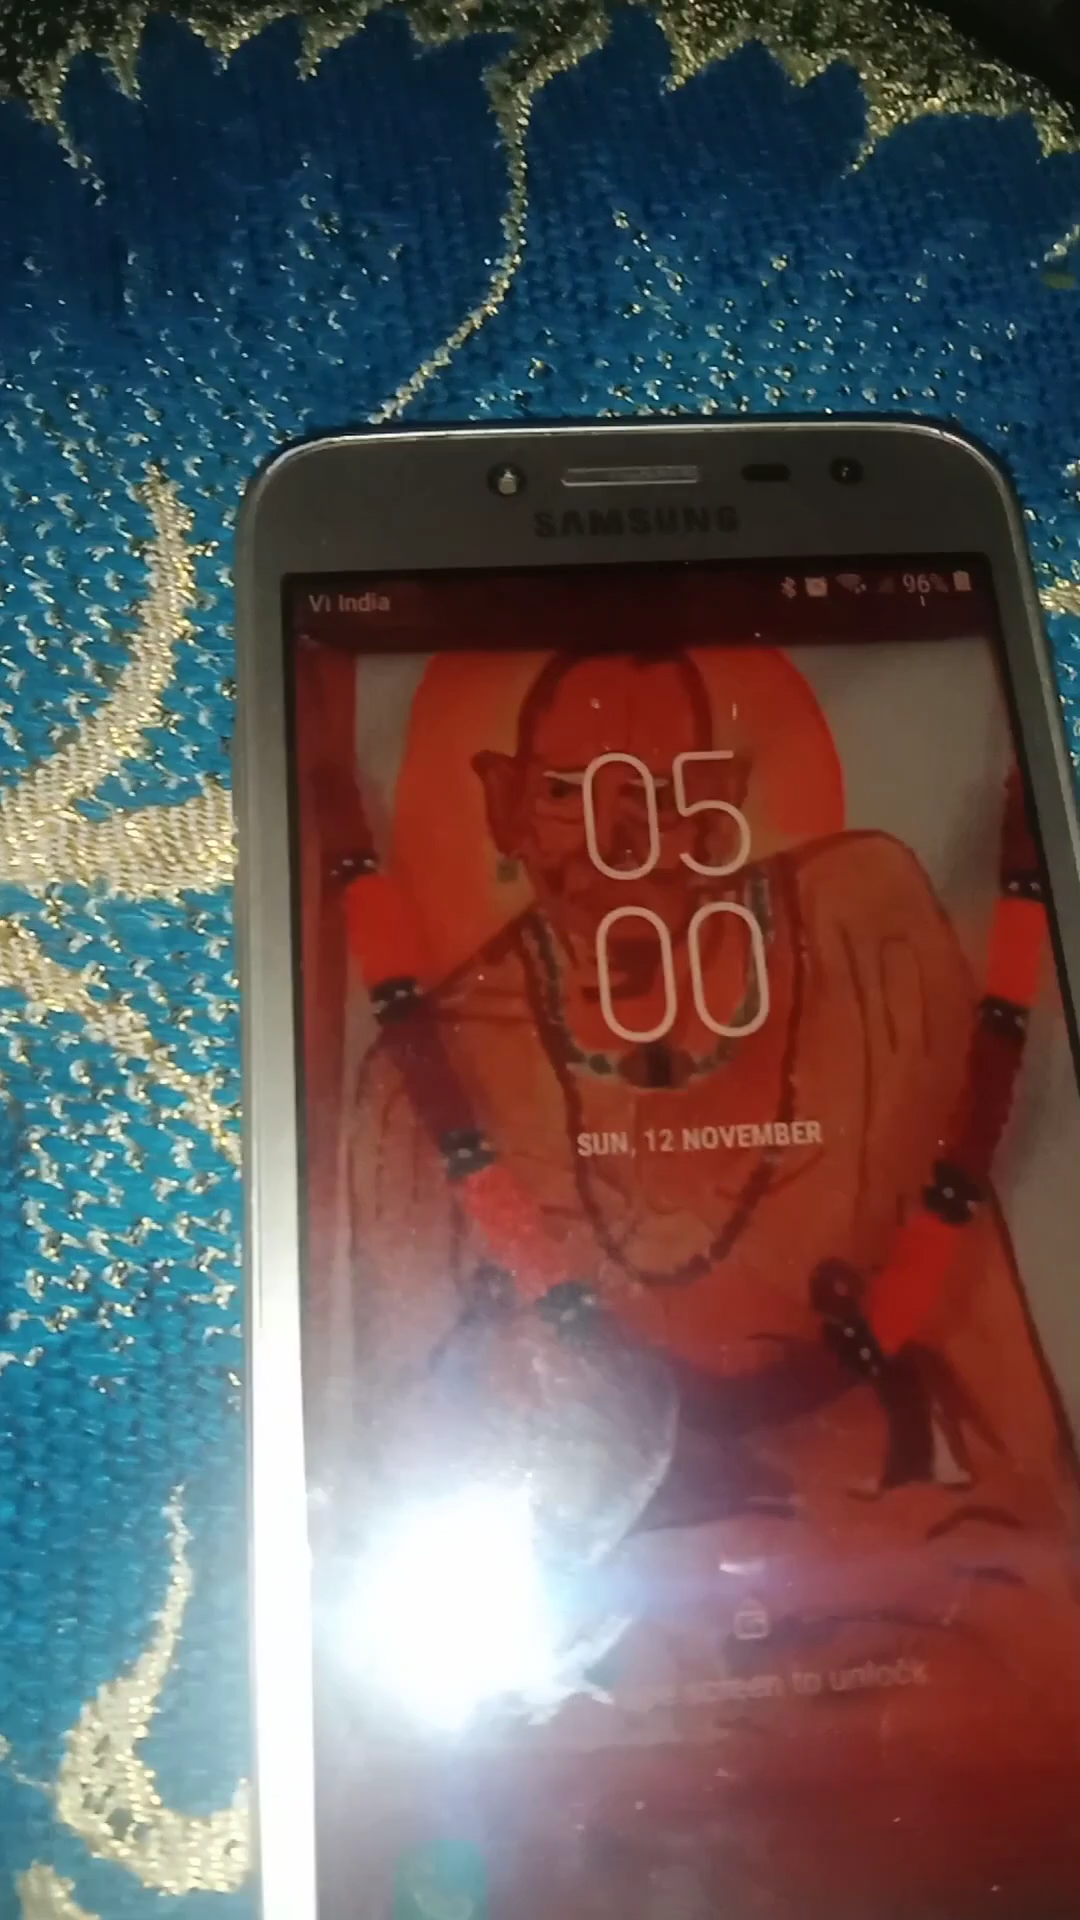 SAMSUNG
Vi India
96%
05
00
SUN, 12 NOVEMBER
screen to unlock